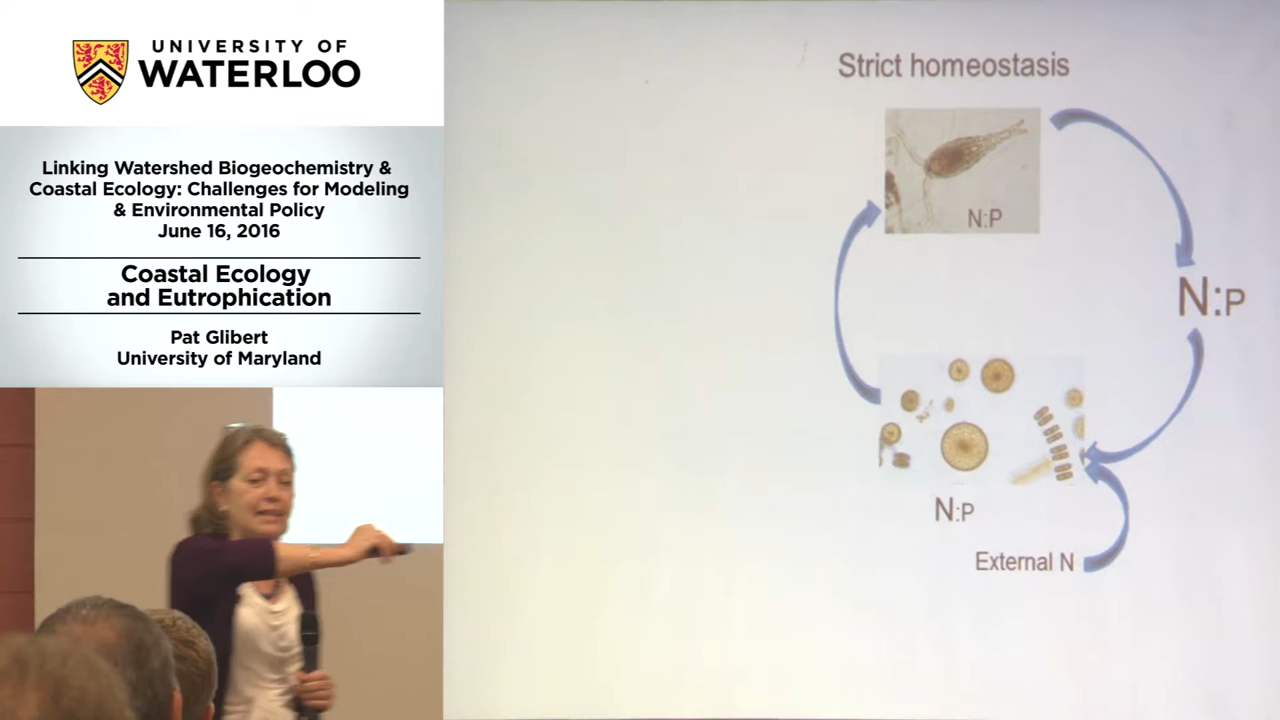 UNIVERSITY OF
WATERLOO
Linking Watershed Biogeochemistry &
Coastal Ecology: Challenges for Modeling
& Environmental Policy
June 16, 2016
Coastal Ecology
and Eutrophication
Pat Glibert
University of Maryland
Strict homeostasis
N:P
N:P
N:P
External N